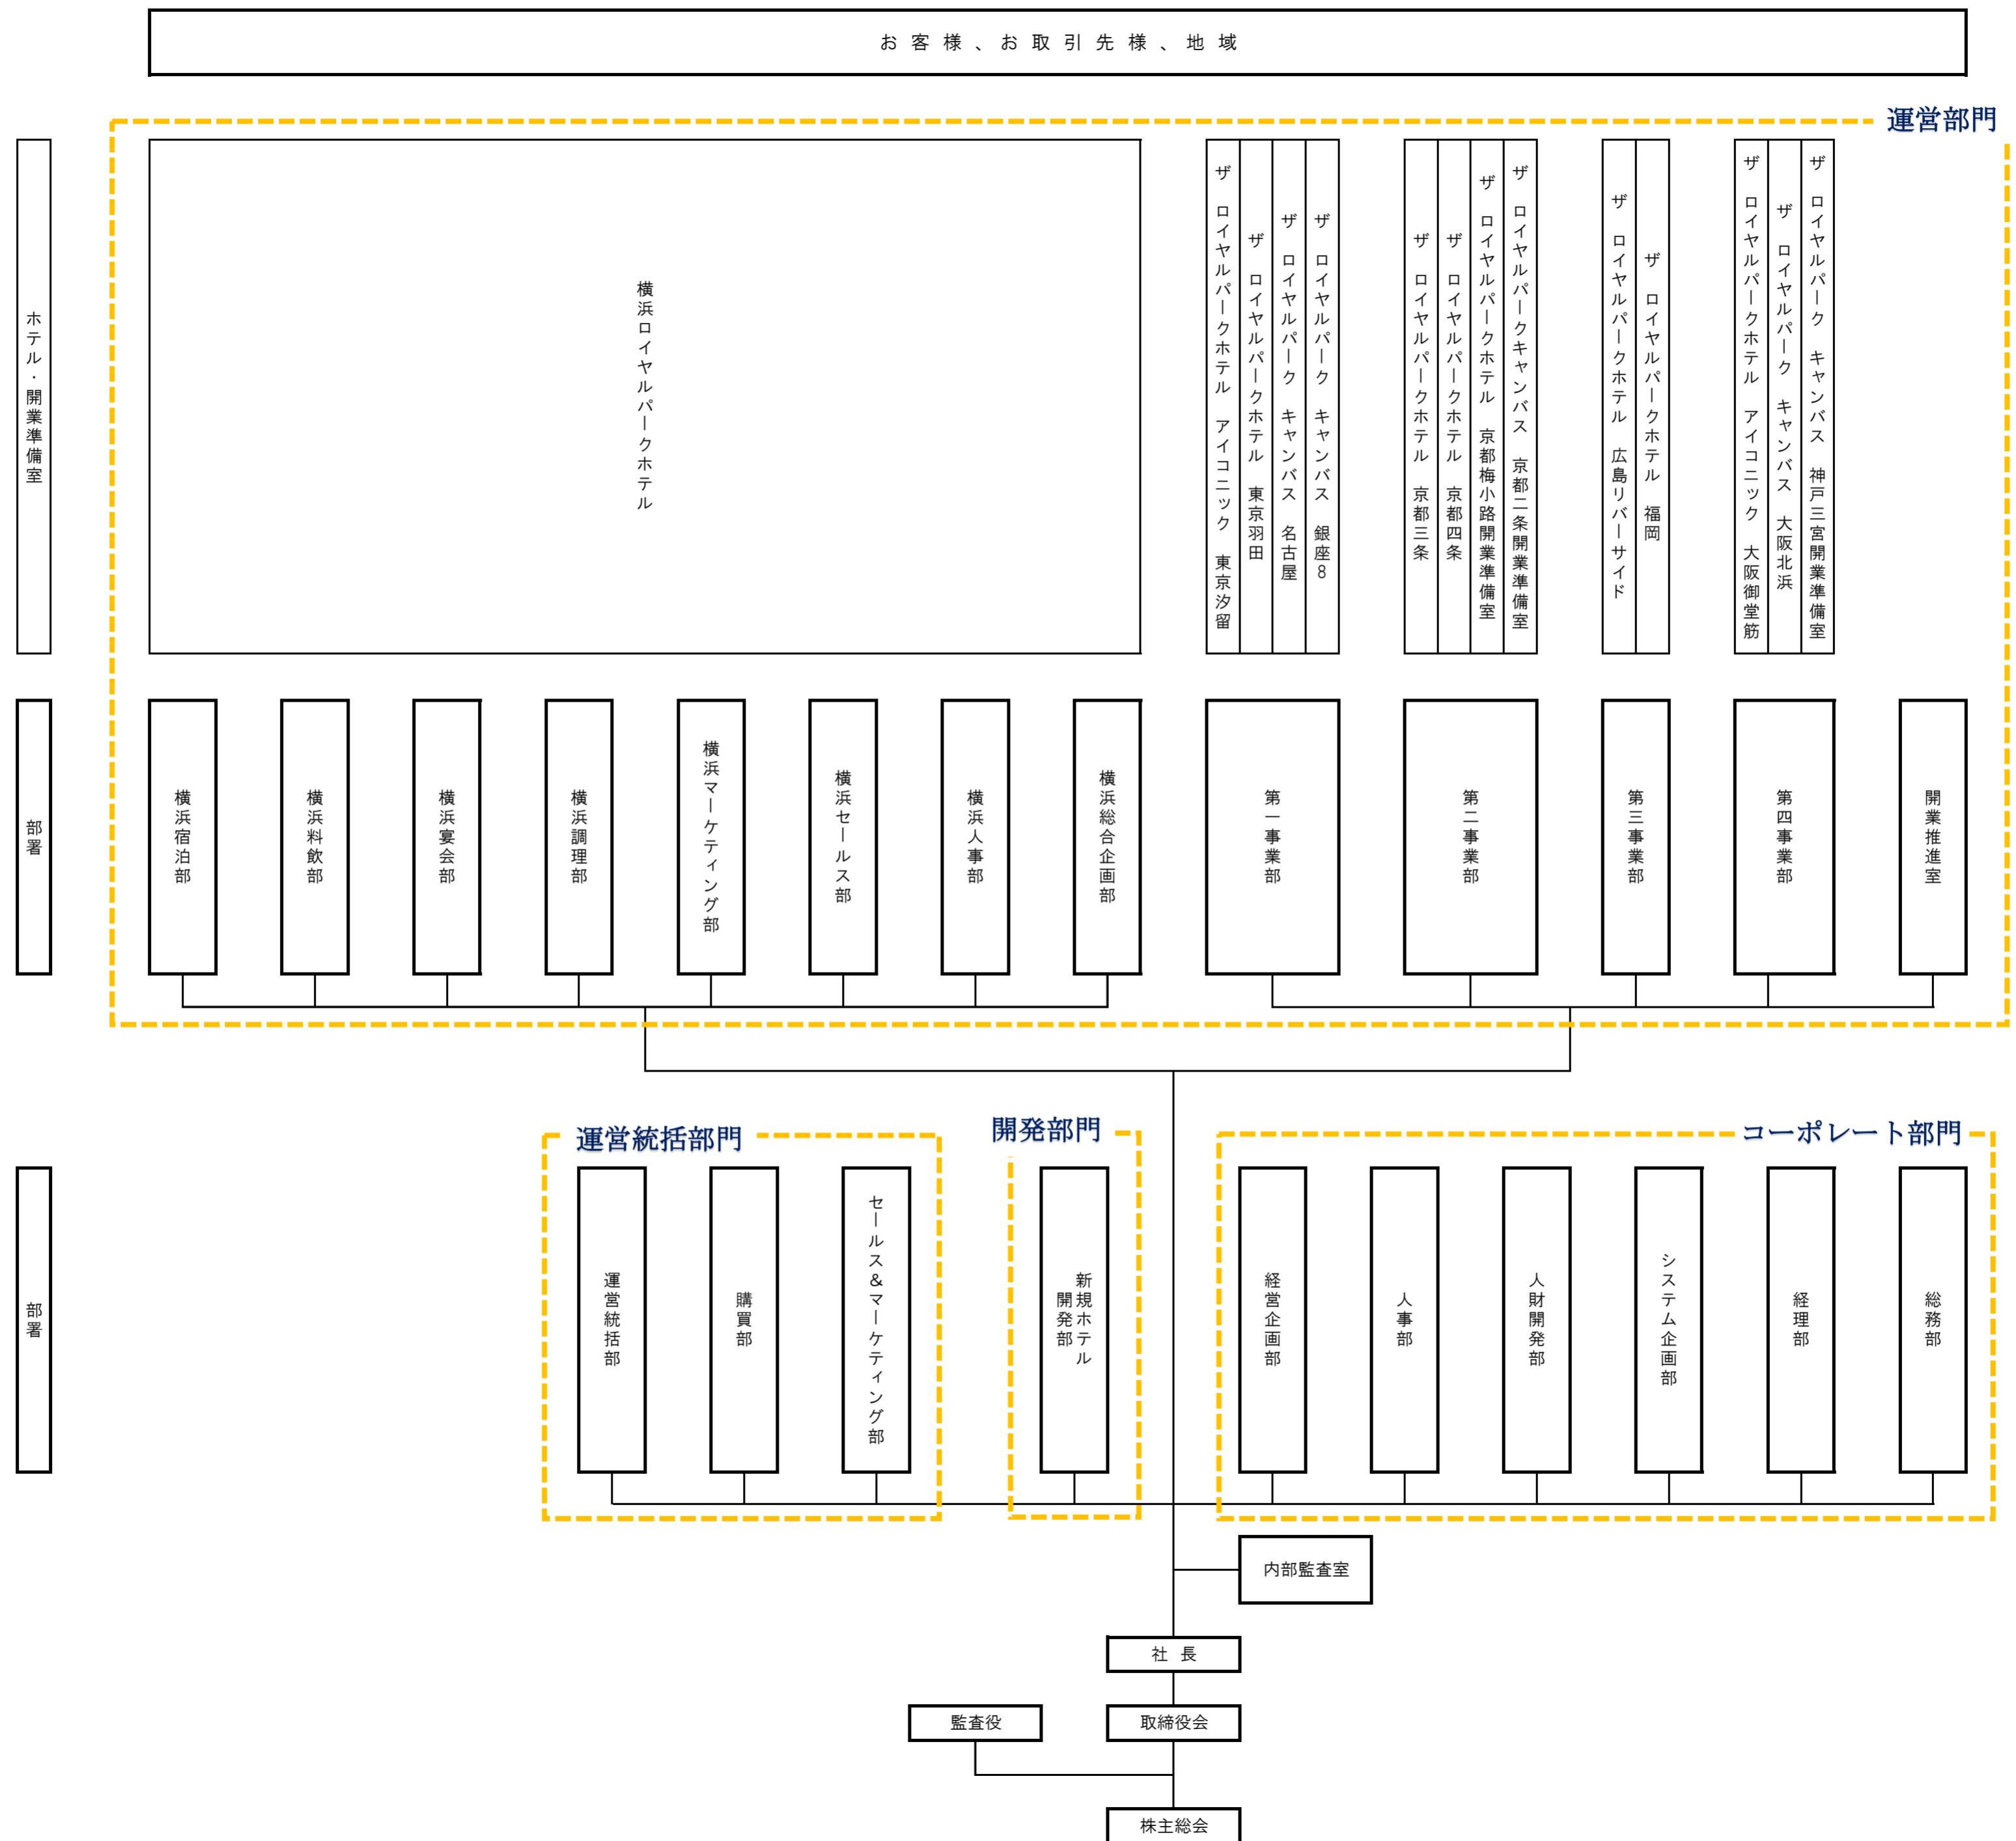 お客様、お取引先様、地域
運営部門
ホテル・開業準備室
横浜ロイヤルパークホテル
ザ ロイヤルパークホテル アイコニック 東京汐留
ザ ロイヤルパークホテル 東京羽田
ザ ロイヤルパーク キャンバス 名古屋
ザ ロイヤルパーク キャンバス 銀座8
ザ ロイヤルパークホテル 京都三条
ザ ロイヤルパークホテル 京都四条
ザ ロイヤルパークホテル 京都梅小路開業準備室
ザ ロイヤルパークキャンバス 京都二条開業準備室
ザ ロイヤルパークホテル 広島リバーサイド
ザ ロイヤルパークホテル 福岡
ザ ロイヤルパークホテル アイコニック 大阪御堂筋
ザ ロイヤルパーク キャンバス 大阪北浜
ザ ロイヤルパーク キャンバス 神戸三宮開業準備室
部署
横浜宿泊部
横浜料飲部
横浜宴会部
横浜調理部
横浜マーケティング部
横浜セールス部
横浜人事部
横浜総合企画部
第一事業部
第二事業部
第三事業部
第四事業部
開業推進室
運営統括部門
開発部門
コーポレート部門
部署
運営統括部
購買部
セールス&マーケティング部
新規ホテル
開発部
経営企画部
人事部
人財開発部
システム企画部
経理部
総務部
内部監査室
社 長
監査役
取締役会
株主総会